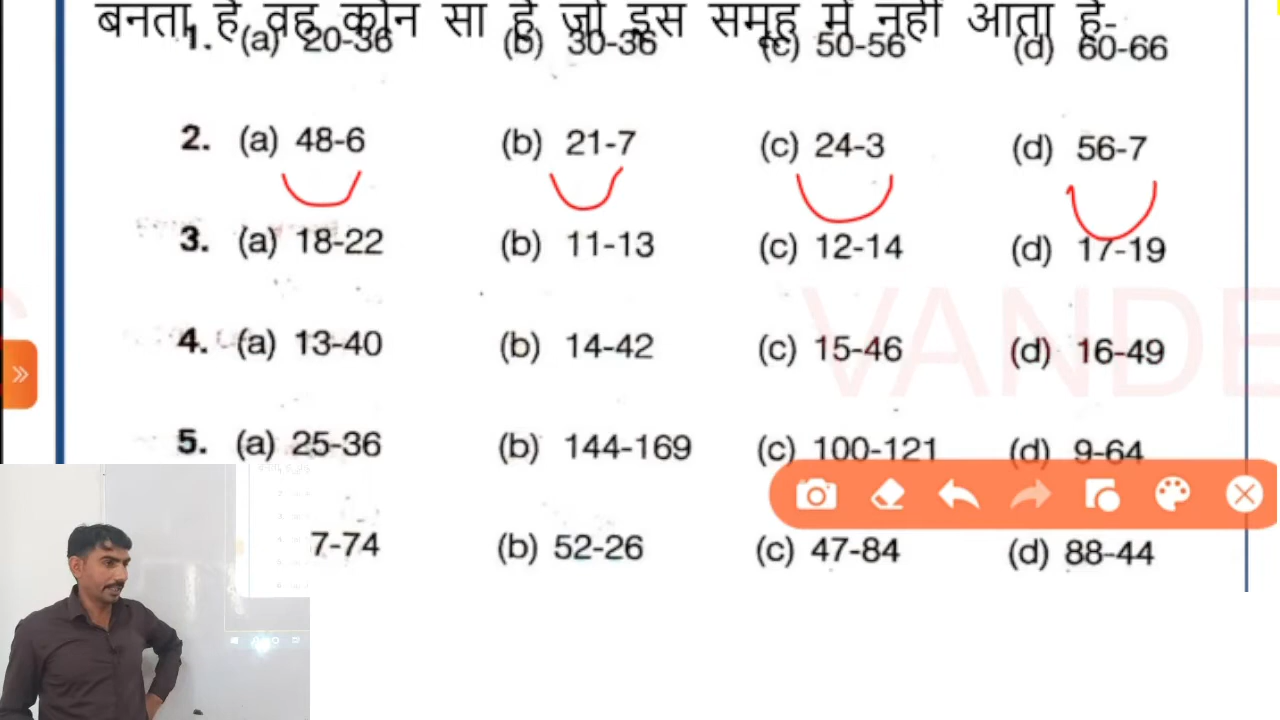 बनता है वह कौन सा है जो इस समूह में नहीं आता है-
1. (a) 20-36 (b) 30-36 (c) 50-56 (d) 60-66
2. (a) 48-6 (b) 21-7 (c) 24-3 (d) 56-7
3. (a) 18-22 (b) 11-13 (c) 12-14 (d) 17-19
VANDE
4. (a) 13-40 (b) 14-42 (c) 15-46 (d) 16-49
5. (a) 25-36 (b) 144-169 (c) 100-121 (d) 9-64
7-74 (b) 52-26 (c) 47-84 (d) 88-44